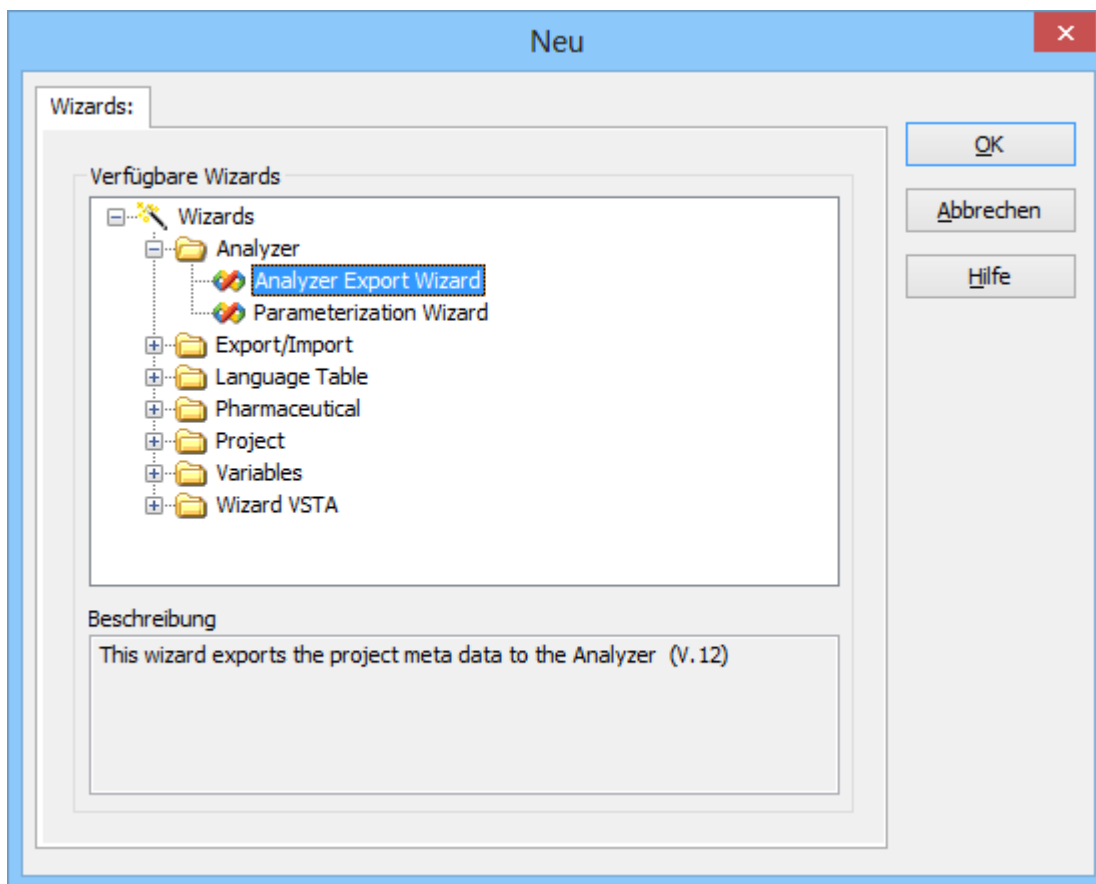 Neu
Wizards:
OK
Verfügbare Wizards
Wizards
Abbrechen
Analyzer
Analyzer Export Wizard
Hilfe
Parameterization Wizard
Export/Import
Language Table
Pharmaceutical
Project
Variables
Wizard VSTA
Beschreibung
This wizard exports the project meta data to the Analyzer (V.12)